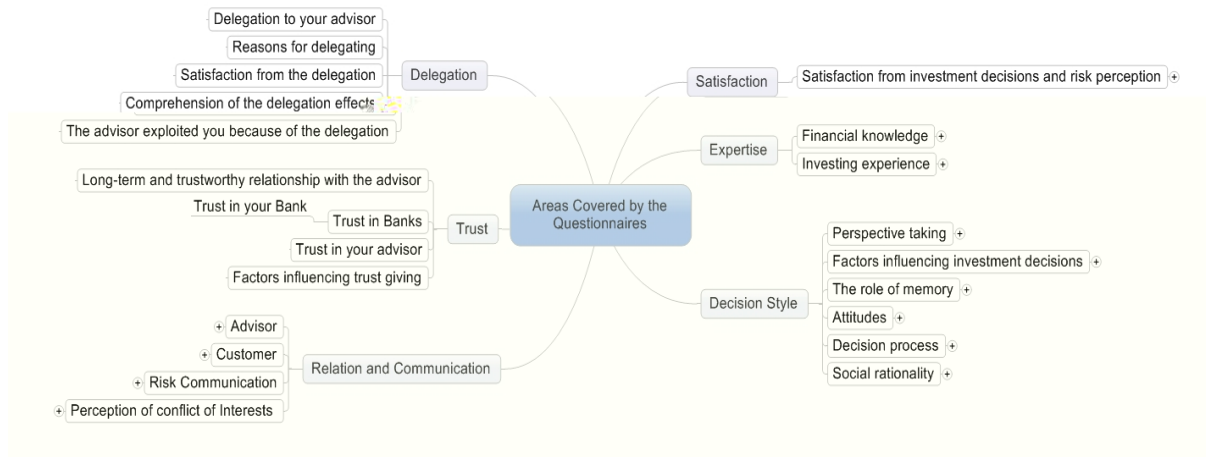 Delegation to your advisor
Reasons for delegating
Satisfaction from the delegation
Comprehension of the delegation effects
The advisor exploited you because of the delegation
Delegation
Long-term and trustworthy relationship with the advisor
Trust in your Bank
Trust in Banks
Trust in your advisor
Factors influencing trust giving
Trust
Advisor
Customer
Risk Communication
Perception of conflict of Interests
Relation and Communication
Areas Covered by the
Questionnaires
Satisfaction
Satisfaction from investment decisions and risk perception
Expertise
Financial knowledge
Investing experience
Decision Style
Perspective taking
Factors influencing investment decisions
The role of memory
Attitudes
Decision process
Social rationality